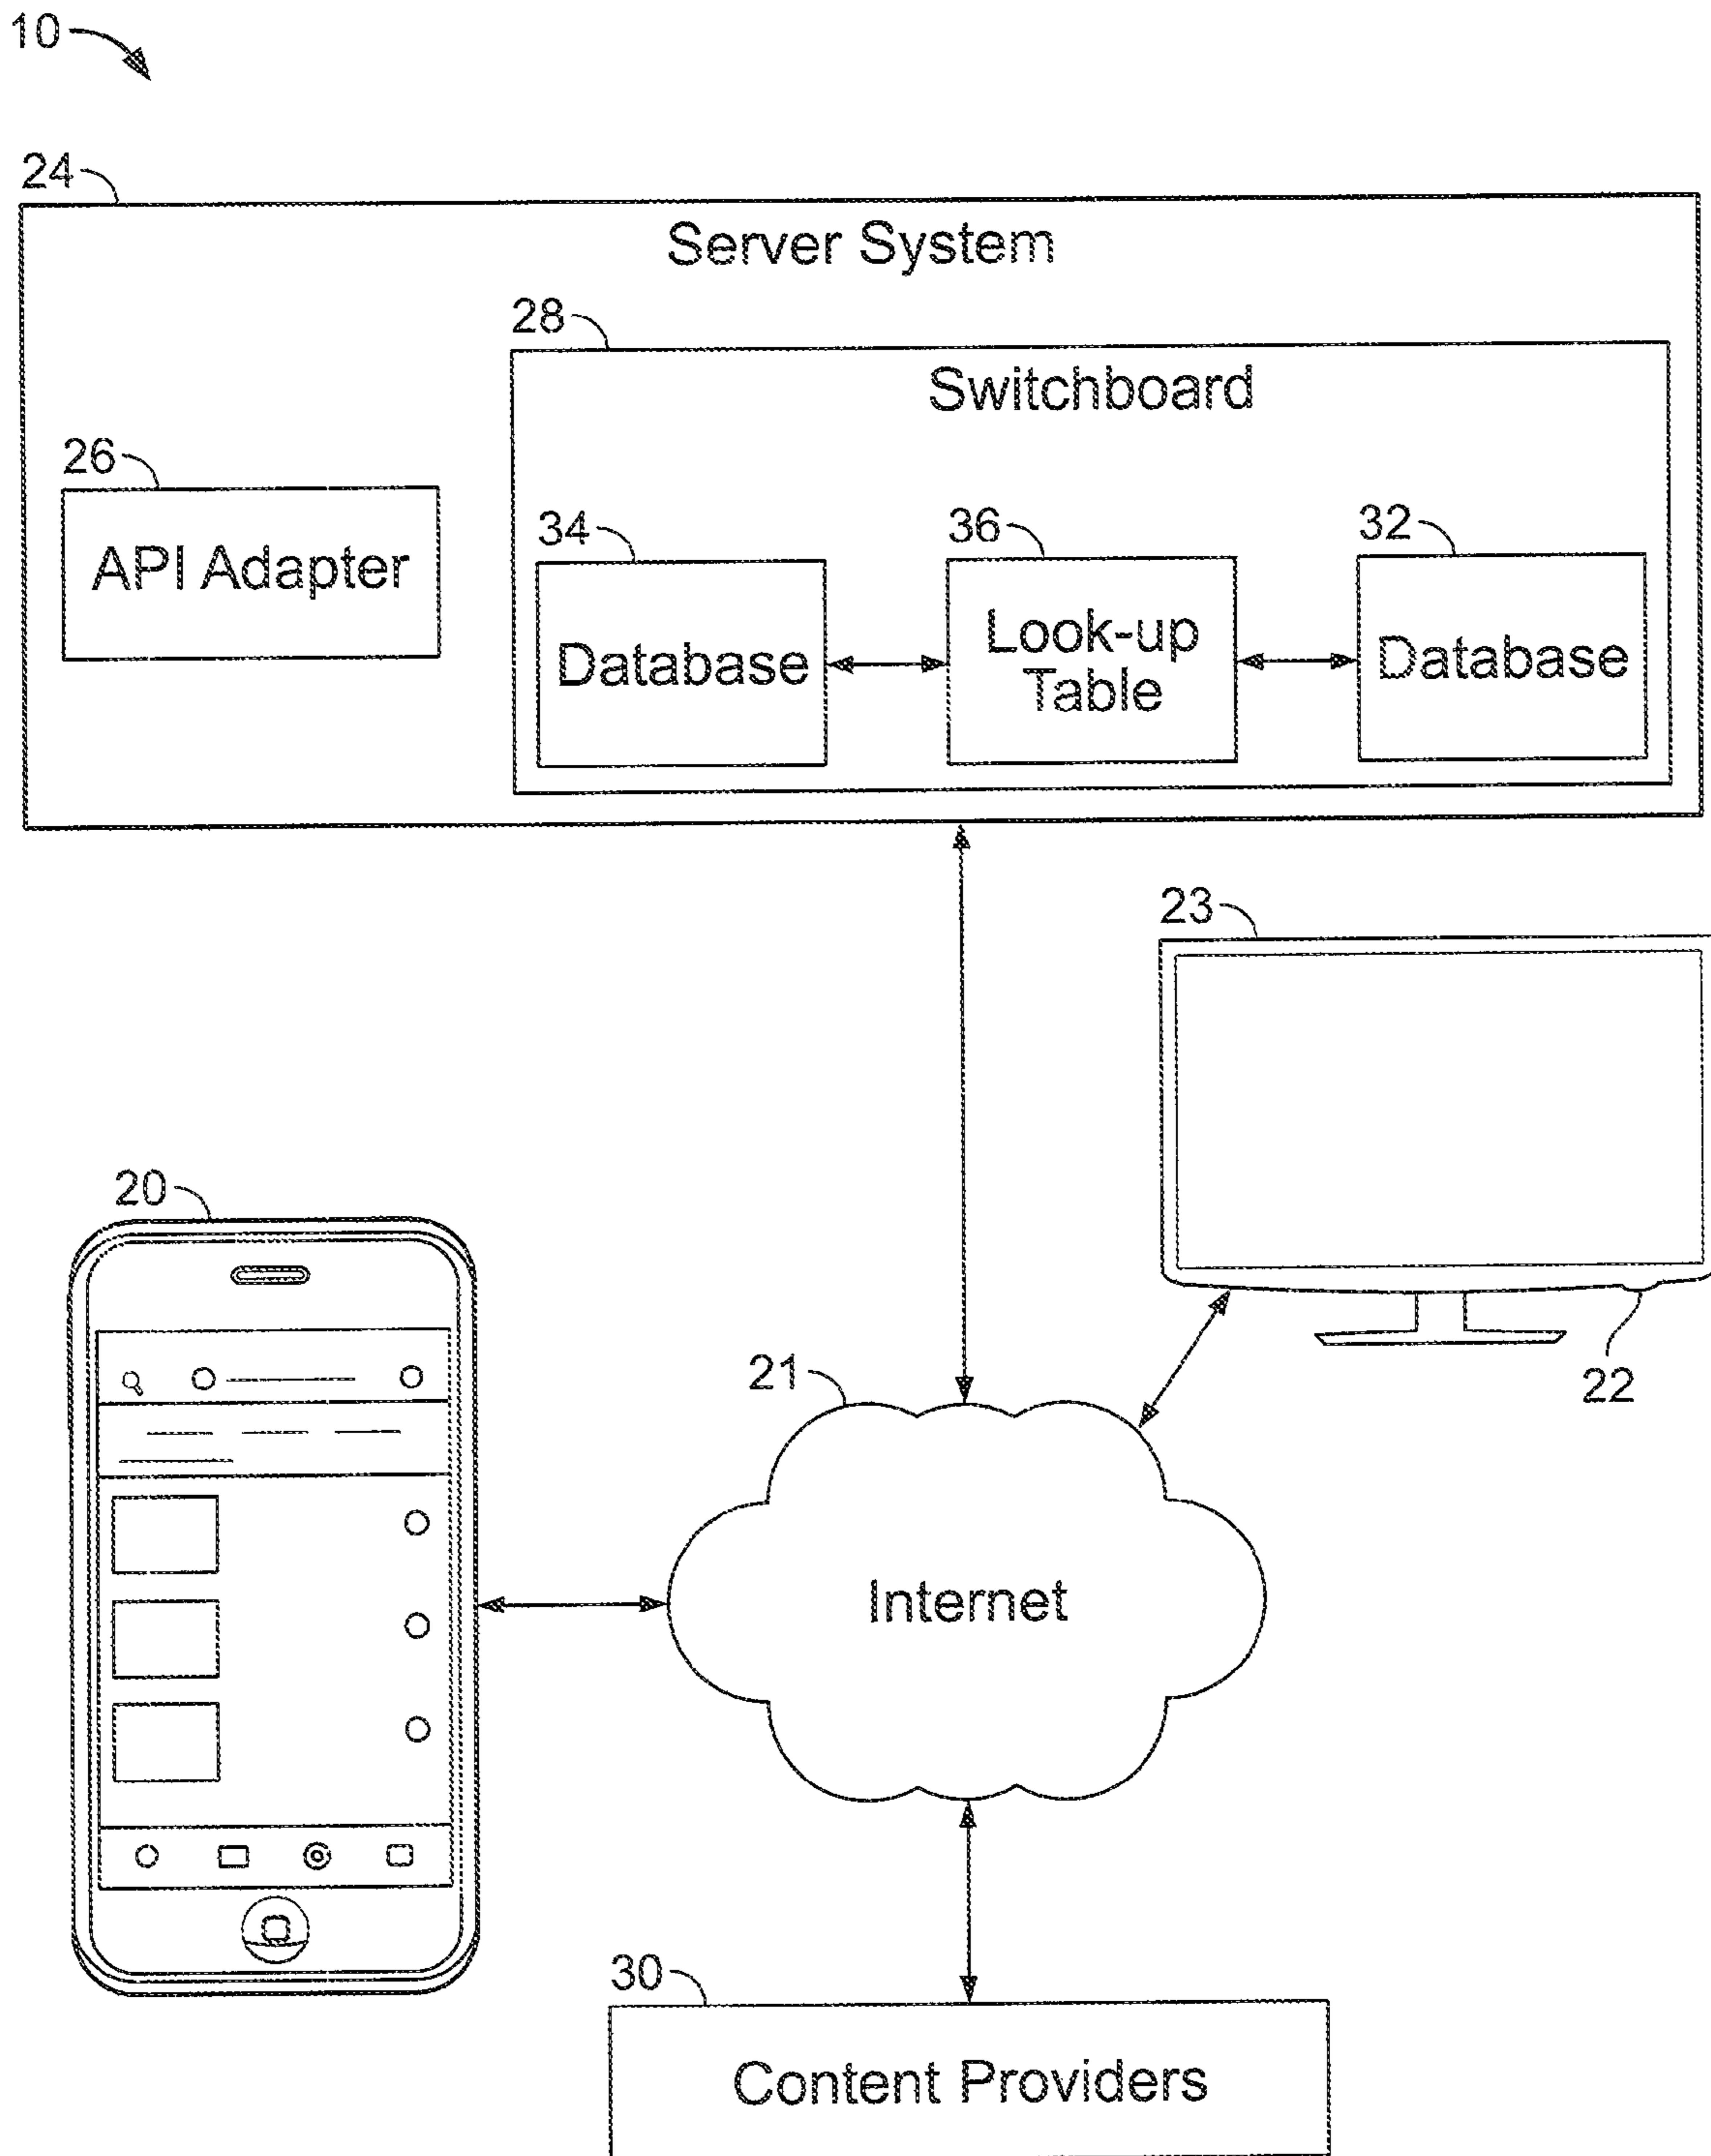 10
24
Server System
28
Switchboard
26
API Adapter
34
Database
36
Look-up
Table
32
Database
23
22
20
21
Internet
30
Content Providers